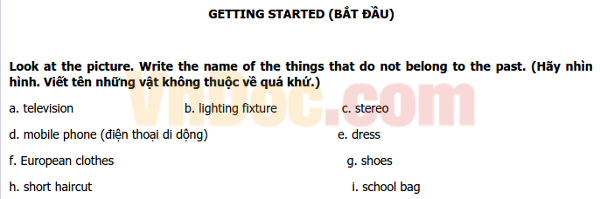 GETTING STARTED (BẮT ĐẦU)
Look at the picture. Write the name of the things that do not belong to the past. (Hãy nhìn
hình. Viết tên những vật không thuộc về quá khứ.)
a. television b. lighting fixture c. stereo
VnDoc.com
d. mobile phone (điện thoại di dộng) e. dress
f. European clothes g. shoes
h. short haircut i. school bag